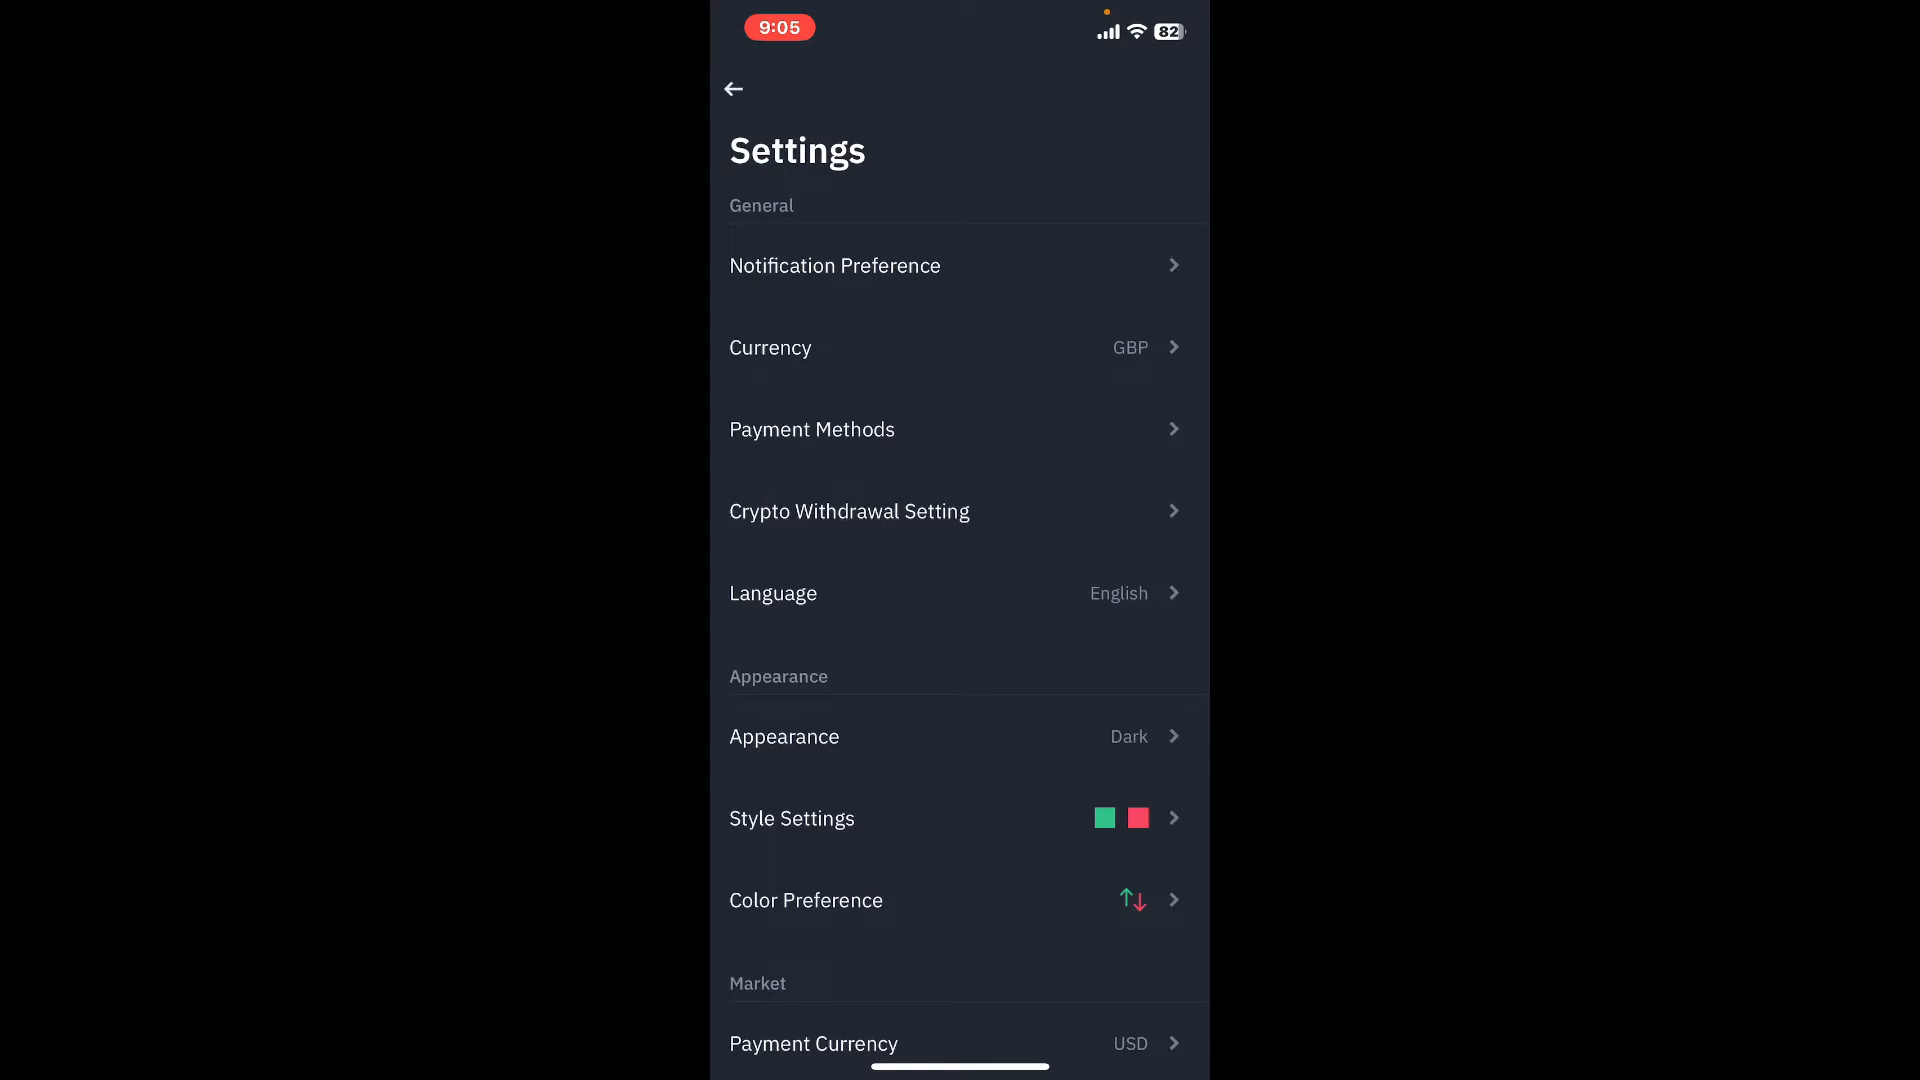 9:05
82
Settings
General
Notification Preference
Currency GBP
Payment Methods
Crypto Withdrawal Setting
Language English
Appearance
Appearance Dark
Style Settings
Color Preference
Market
Payment Currency USD